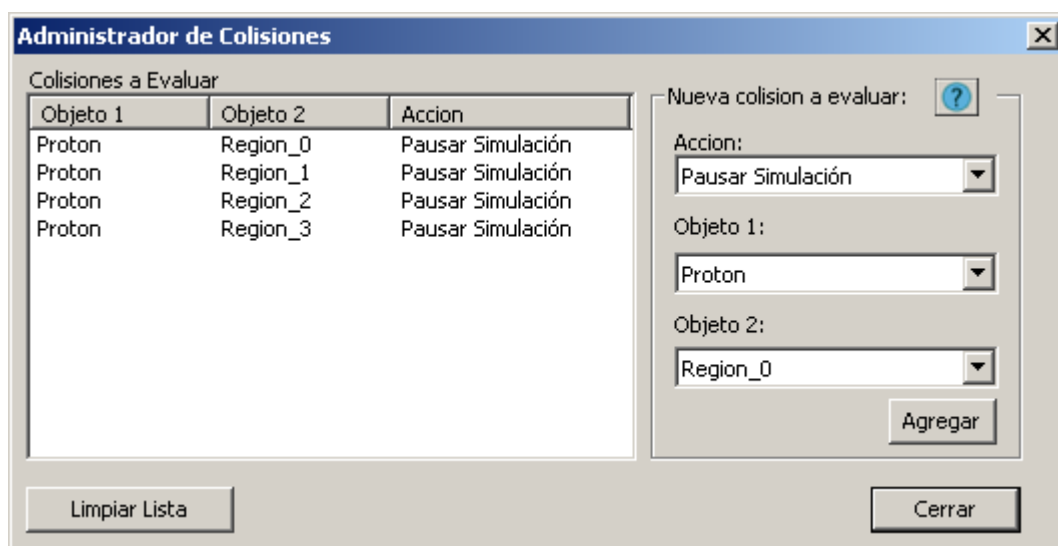 Administrador de Colisiones
Colisiones a Evaluar
Objeto 1 Objeto 2 Accion
Proton Region_0 Pausar Simulación
Proton Region_1 Pausar Simulación
Proton Region_2 Pausar Simulación
Proton Region_3 Pausar Simulación
Nueva colision a evaluar: ?
Accion:
Pausar Simulación
Objeto 1:
Proton
Objeto 2:
Region_0
Agregar
Limpiar Lista
Cerrar